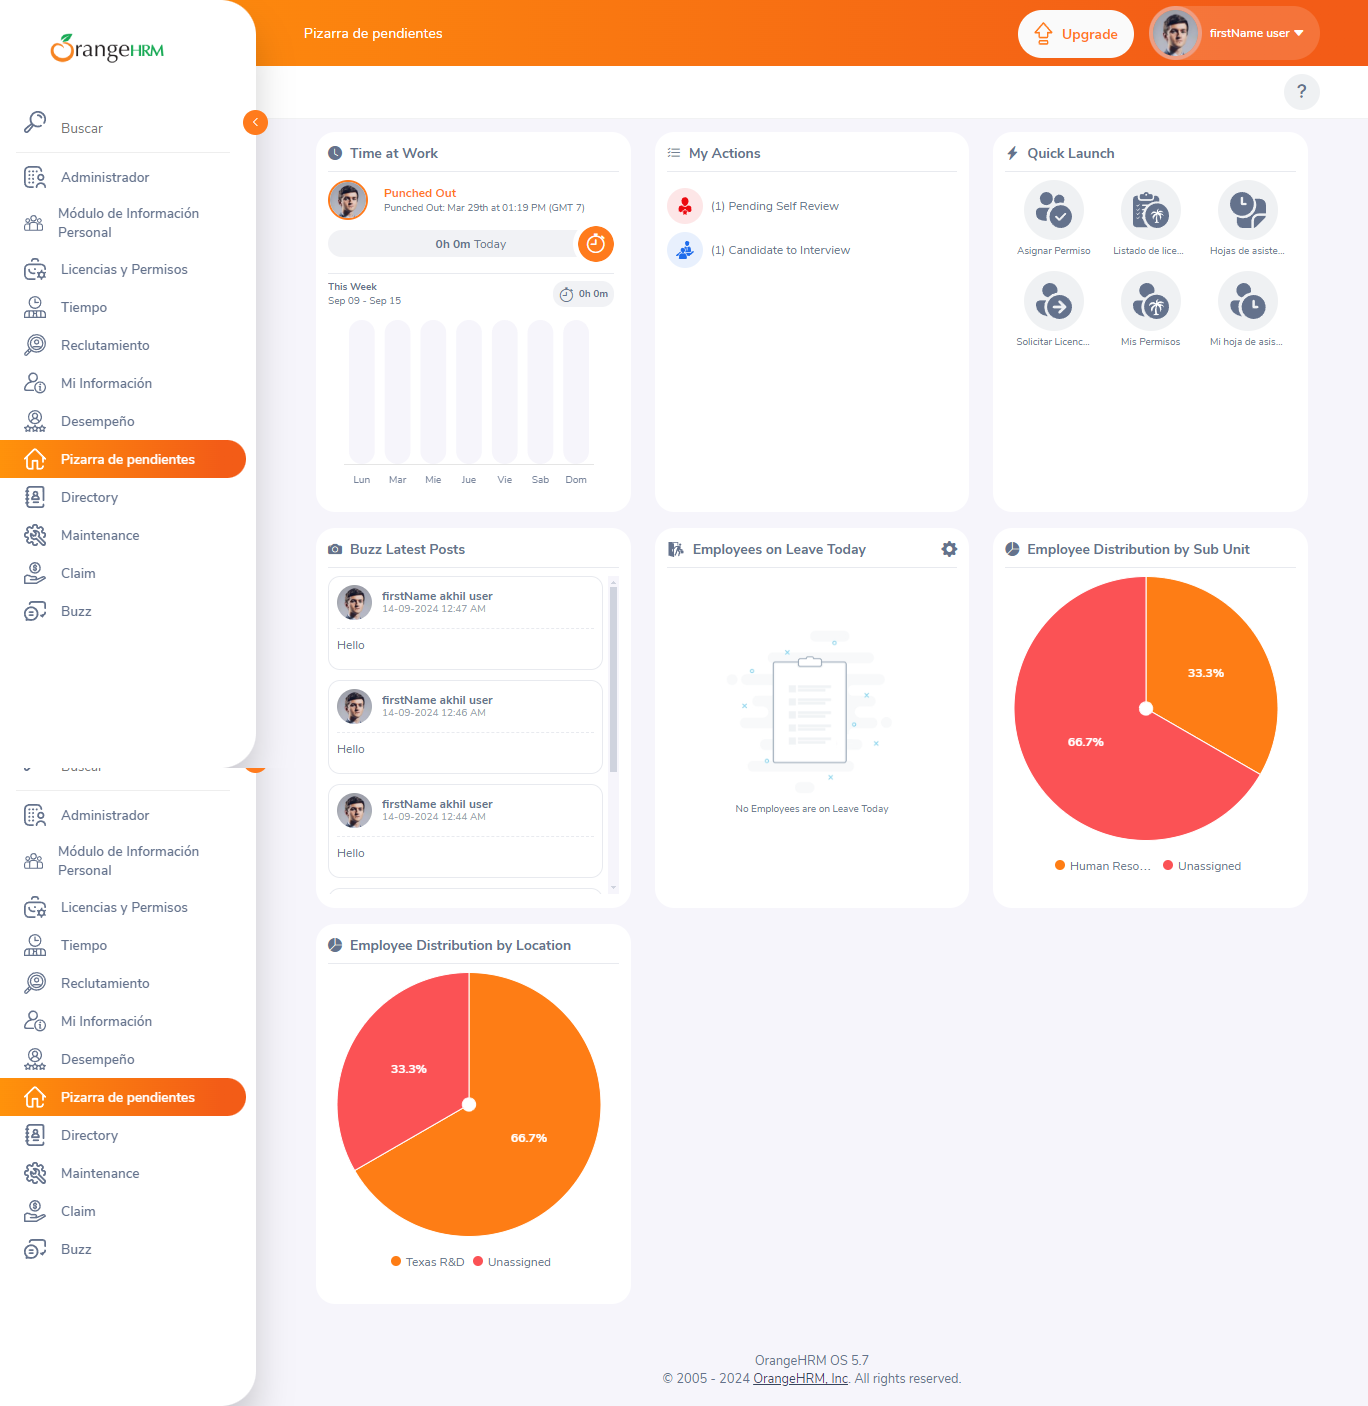 OrangeHRM
Pizarra de pendientes
Upgrade
firstName user
?
Buscar
Administrador
Módulo de Información
Personal
Licencias y Permisos
Tiempo
Reclutamiento
Mi Información
Desempeño
Pizarra de pendientes
Directory
Maintenance
Claim
Buzz
Time at Work
Punched Out
Punched Out: Mar 29th at 01:19 PM (GMT 7)
0h 0m Today
This Week
Sep 09 - Sep 15
0h 0m
Lun Mar Mie Jue Vie Sab Dom
My Actions
(1) Pending Self Review
(1) Candidate to Interview
Quick Launch
Asignar Permiso
Listado de lice...
Hojas de asiste...
Solicitar Licenc...
Mis Permisos
Mi hoja de asis...
Buzz Latest Posts
firstName akhil user
14-09-2024 12:47 AM
Hello
firstName akhil user
14-09-2024 12:46 AM
Hello
firstName akhil user
14-09-2024 12:44 AM
Hello
Employees on Leave Today
No Employees are on Leave Today
Employee Distribution by Sub Unit
33.3%
66.7%
Human Reso...
Unassigned
Buscar
Administrador
Módulo de Información
Personal
Licencias y Permisos
Tiempo
Reclutamiento
Mi Información
Desempeño
Pizarra de pendientes
Directory
Maintenance
Claim
Buzz
Employee Distribution by Location
33.3%
66.7%
Texas R&D
Unassigned
OrangeHRM OS 5.7
© 2005 - 2024 OrangeHRM, Inc. All rights reserved.